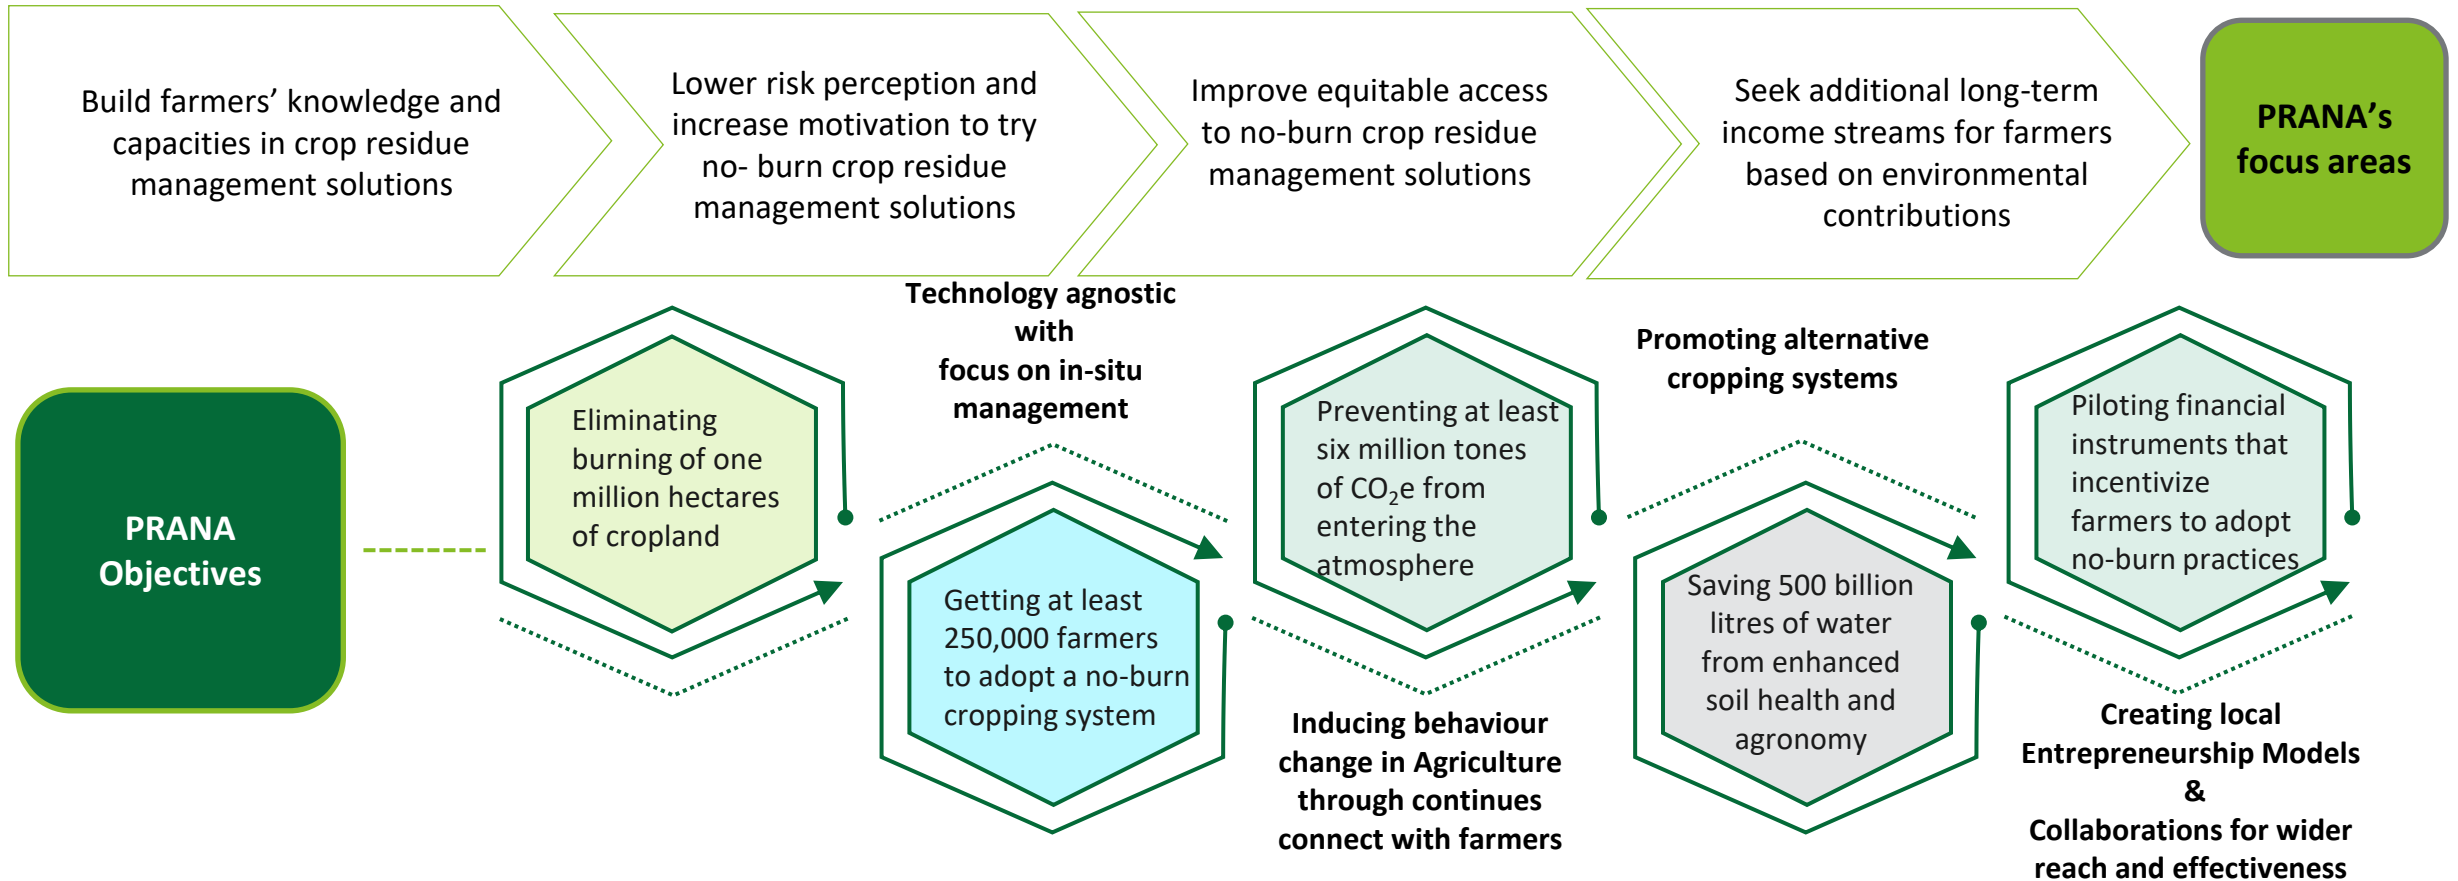 Build farmers’ knowledge and
capacities in crop residue
management solutions
Lower risk perception and
increase motivation to try
no- burn crop residue
management solutions
Improve equitable access
to no-burn crop residue
management solutions
Seek additional long-term
income streams for farmers
based on environmental
contributions
PRANA’s
focus areas
PRANA
Objectives
Eliminating
burning of one
million hectares
of cropland
Technology agnostic
with
focus on in-situ
management
Getting at least
250,000 farmers
to adopt a no-burn
cropping system
Preventing at least
six million tones
of CO₂e from
entering the
atmosphere
Inducing behaviour
change in Agriculture
through continues
connect with farmers
Promoting alternative
cropping systems
Saving 500 billion
litres of water
from enhanced
soil health and
agronomy
Piloting financial
instruments that
incentivize
farmers to adopt
no-burn practices
Creating local
Entrepreneurship Models
&
Collaborations for wider
reach and effectiveness